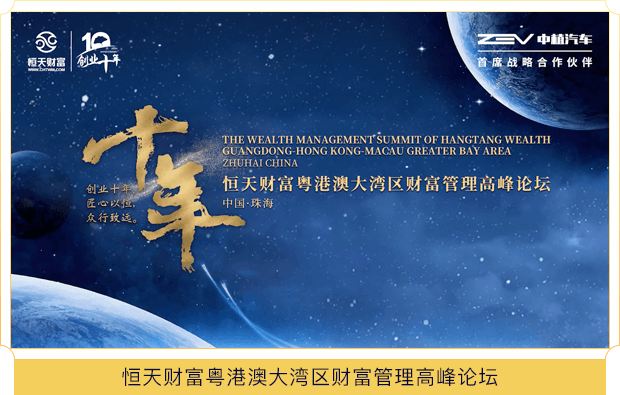 恒天财富
WWW.CHTWM.COM
10
创业十年
ZEV 中植汽车
首席战略合作伙伴
十年
创业十年
匠心以恒,
众行致远。
THE WEALTH MANAGEMENT SUMMIT OF HANGTANG WEALTH
GUANGDONG-HONG KONG-MACAU GREATER BAY AREA
ZHUHAI CHINA
恒天财富粤港澳大湾区财富管理高峰论坛
中国·珠海
恒天财富粤港澳大湾区财富管理高峰论坛